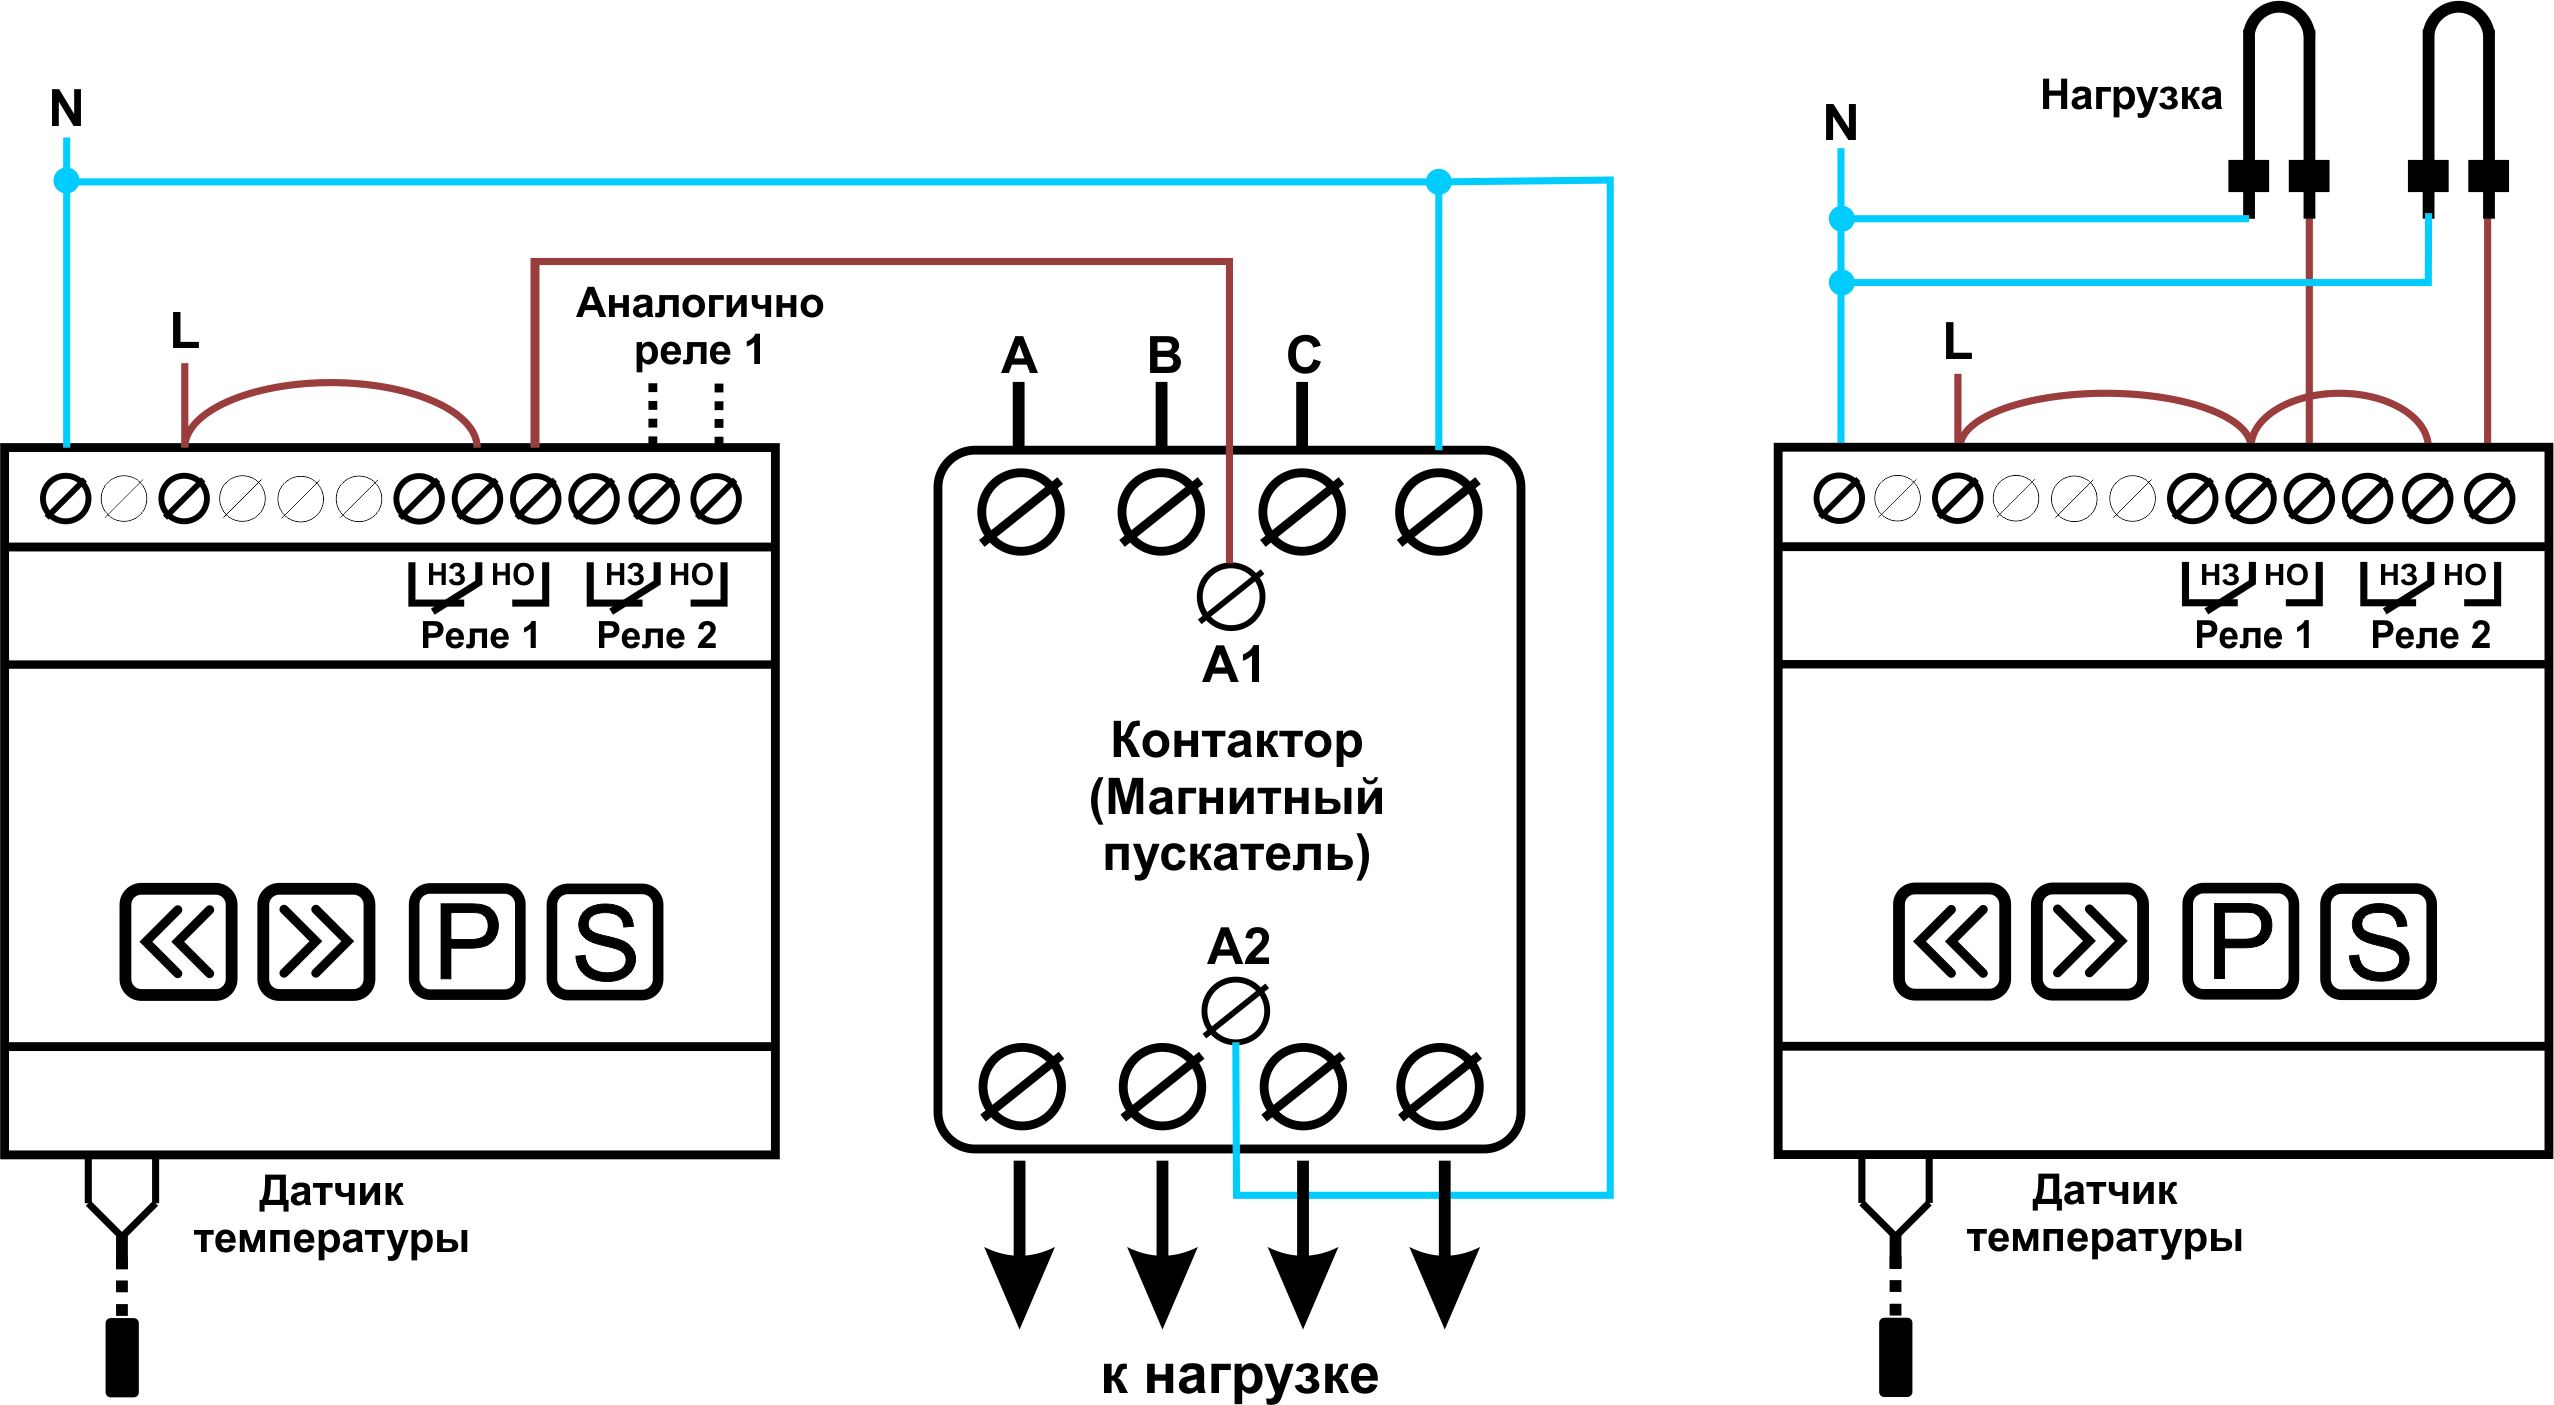 N
L
Аналогично
реле 1
НЗ НО
НЗ НО
Реле 1
Реле 2
P
S
Датчик
температуры
A
B
C
A1
Контактор
(Магнитный
пускатель)
A2
к нагрузке
Нагрузка
N
L
НЗ НО
НЗ НО
Реле 1
Реле 2
P
S
Датчик
температуры